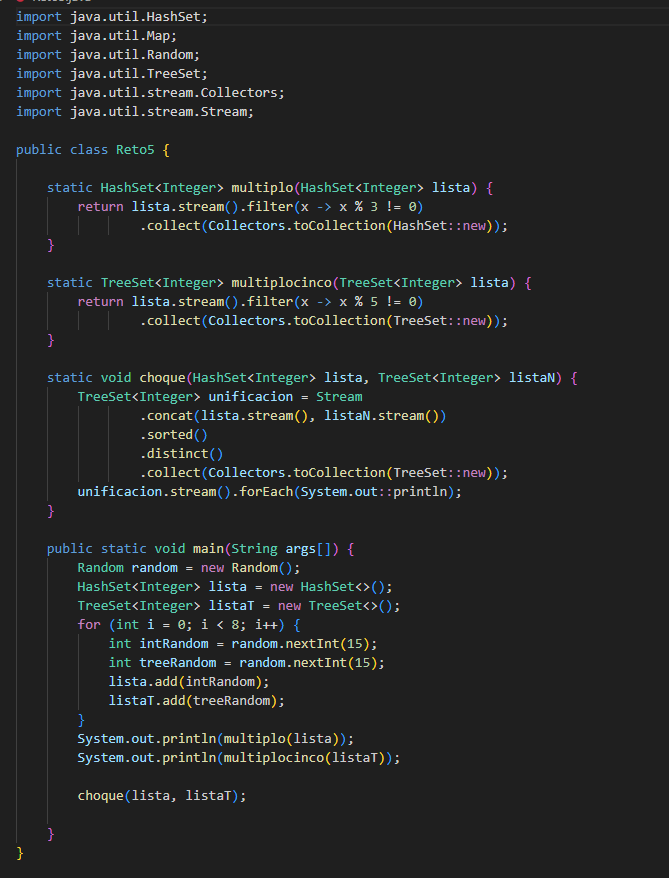 import java.util.HashSet;
import java.util.Map;
import java.util.Random;
import java.util.TreeSet;
import java.util.stream.Collectors;
import java.util.stream.Stream;

public class Reto5 {

    static HashSet<Integer> multiplo(HashSet<Integer> lista) {
        return lista.stream().filter(x -> x % 3 != 0)
                .collect(Collectors.toCollection(HashSet::new));
    }

    static TreeSet<Integer> multiplocinco(TreeSet<Integer> lista) {
        return lista.stream().filter(x -> x % 5 != 0)
                .collect(Collectors.toCollection(TreeSet::new));
    }

    static void choque(HashSet<Integer> lista, TreeSet<Integer> listaN) {
        TreeSet<Integer> unificacion = Stream
                .concat(lista.stream(), listaN.stream())
                .sorted()
                .distinct()
                .collect(Collectors.toCollection(TreeSet::new));
        unificacion.stream().forEach(System.out::println);
    }

    public static void main(String args[]) {
        Random random = new Random();
        HashSet<Integer> lista = new HashSet<>();
        TreeSet<Integer> listaT = new TreeSet<>();
        for (int i = 0; i < 8; i++) {
            int intRandom = random.nextInt(15);
            int treeRandom = random.nextInt(15);
            lista.add(intRandom);
            listaT.add(treeRandom);
        }
        System.out.println(multiplo(lista));
        System.out.println(multiplocinco(listaT));

        choque(lista, listaT);

    }
}